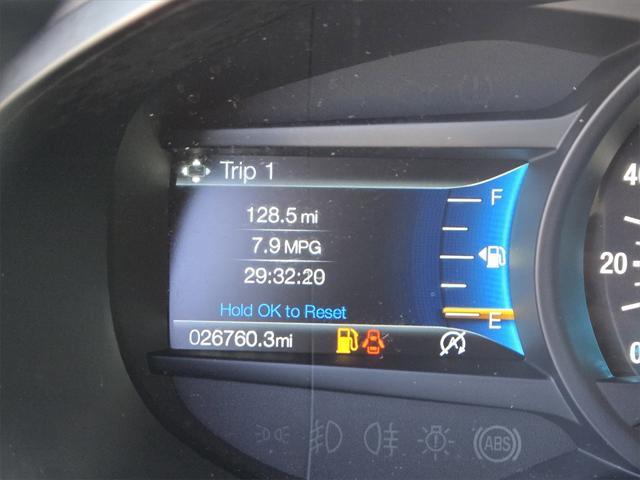 Trip 1
128.5 mi
7.9 MPG
29:32:20
Hold OK to Reset
026760.3mi
F
E
40
20
0
ABS